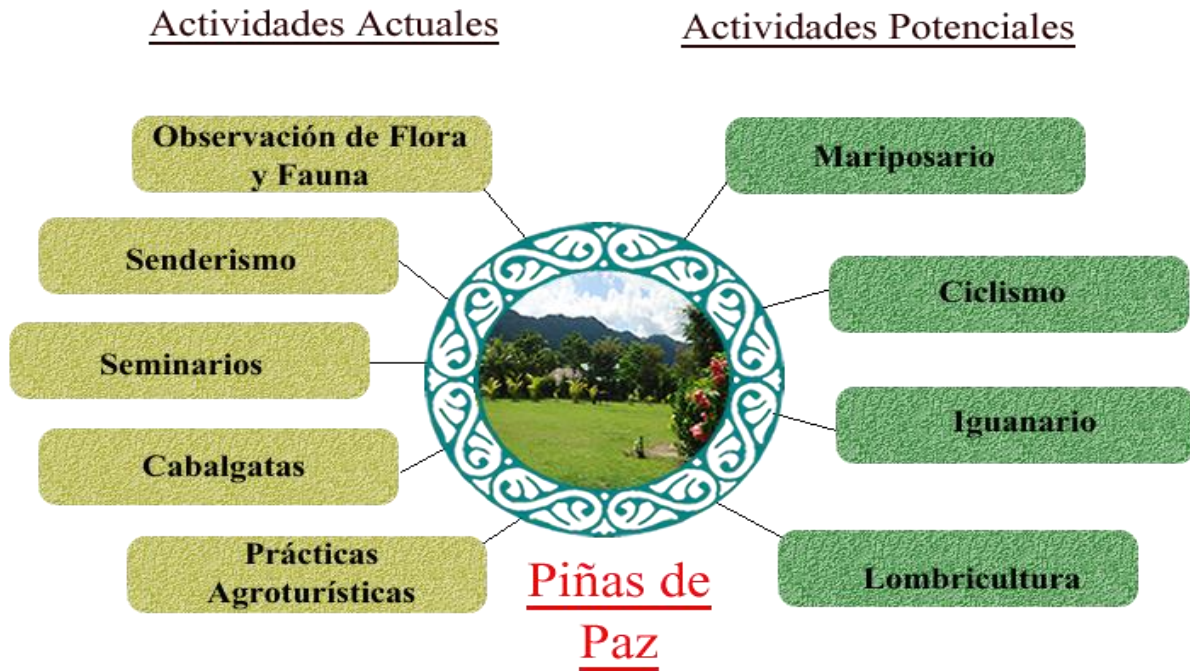 Actividades Actuales
Actividades Potenciales
Observación de Flora
y Fauna
Senderismo
Seminarios
Cabalgatas
Prácticas
Agroturísticas
Mariposario
Ciclismo
Iguanario
Lombricultura
Piñas de
Paz